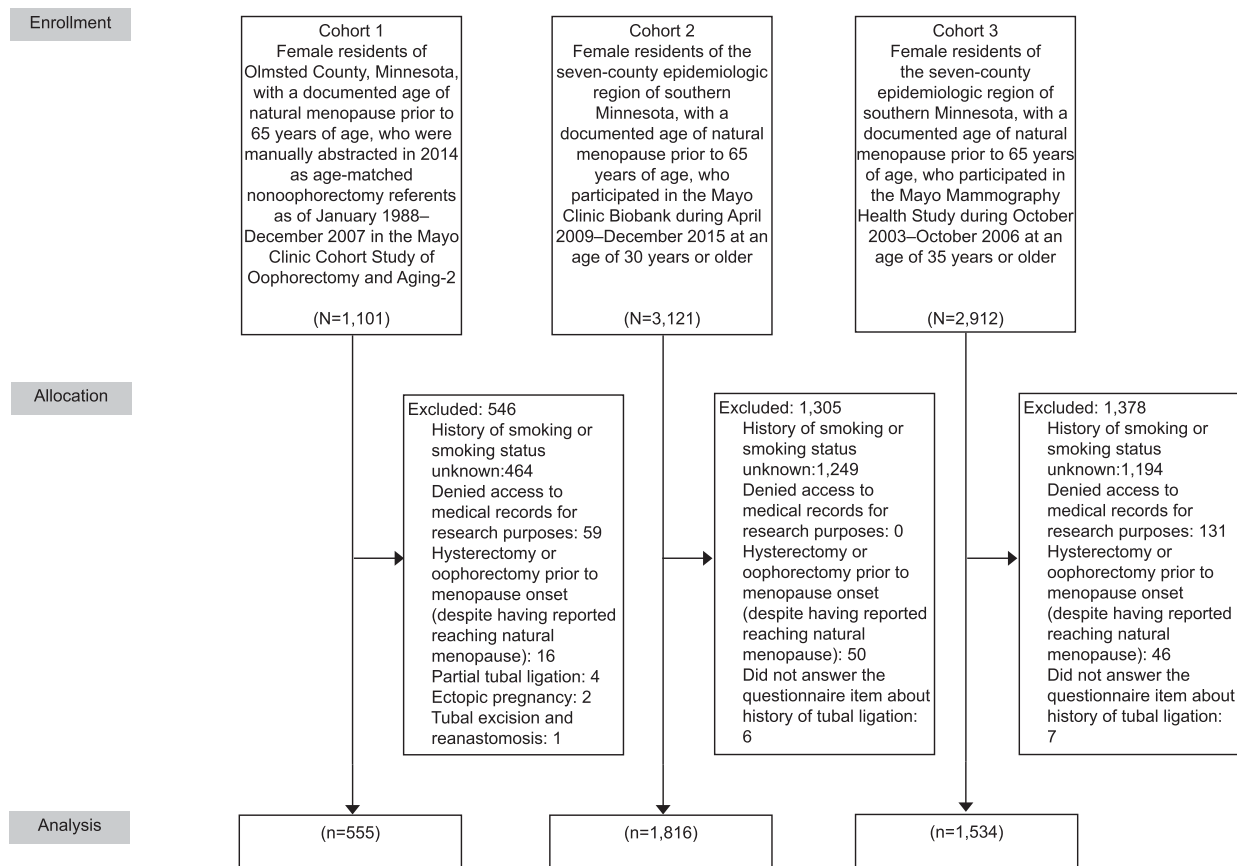 Enrollment
Cohort 1
Female residents of
Olmsted County, Minnesota,
with a documented age of
natural menopause prior to
65 years of age, who were
manually abstracted in 2014
as age-matched
nonoophorectomy referents
as of January 1988–
December 2007 in the Mayo
Clinic Cohort Study of
Oophorectomy and Aging-2
(N=1,101)
Cohort 2
Female residents of the
seven-county epidemiologic
region of southern
Minnesota, with a
documented age of natural
menopause prior to 65
years of age, who
participated in the Mayo
Clinic Biobank during April
2009–December 2015 at an
age of 30 years or older
(N=3,121)
Cohort 3
Female residents of
the seven-county
epidemiologic region of
southern Minnesota, with a
documented age of natural
menopause prior to 65 years
of age, who participated in
the Mayo Mammography
Health Study during October
2003–October 2006 at an
age of 35 years or older
(N=2,912)
Allocation
Excluded: 546
History of smoking or
smoking status
unknown:464
Denied access to
medical records for
research purposes: 59
Hysterectomy or
oophorectomy prior to
menopause onset
(despite having reported
reaching natural
menopause): 16
Partial tubal ligation: 4
Ectopic pregnancy: 2
Tubal excision and
reanastomosis: 1
Excluded: 1,305
History of smoking or
smoking status
unknown:1,249
Denied access to
medical records for
research purposes: 0
Hysterectomy or
oophorectomy prior to
menopause onset
(despite having reported
reaching natural
menopause): 50
Did not answer the
questionnaire item about
history of tubal ligation:
6
Excluded: 1,378
History of smoking or
smoking status
unknown:1,194
Denied access to
medical records for
research purposes: 131
Hysterectomy or
oophorectomy prior to
menopause onset
(despite having reported
reaching natural
menopause): 46
Did not answer the
questionnaire item about
history of tubal ligation:
7
Analysis
(n=555)
(n=1,816)
(n=1,534)